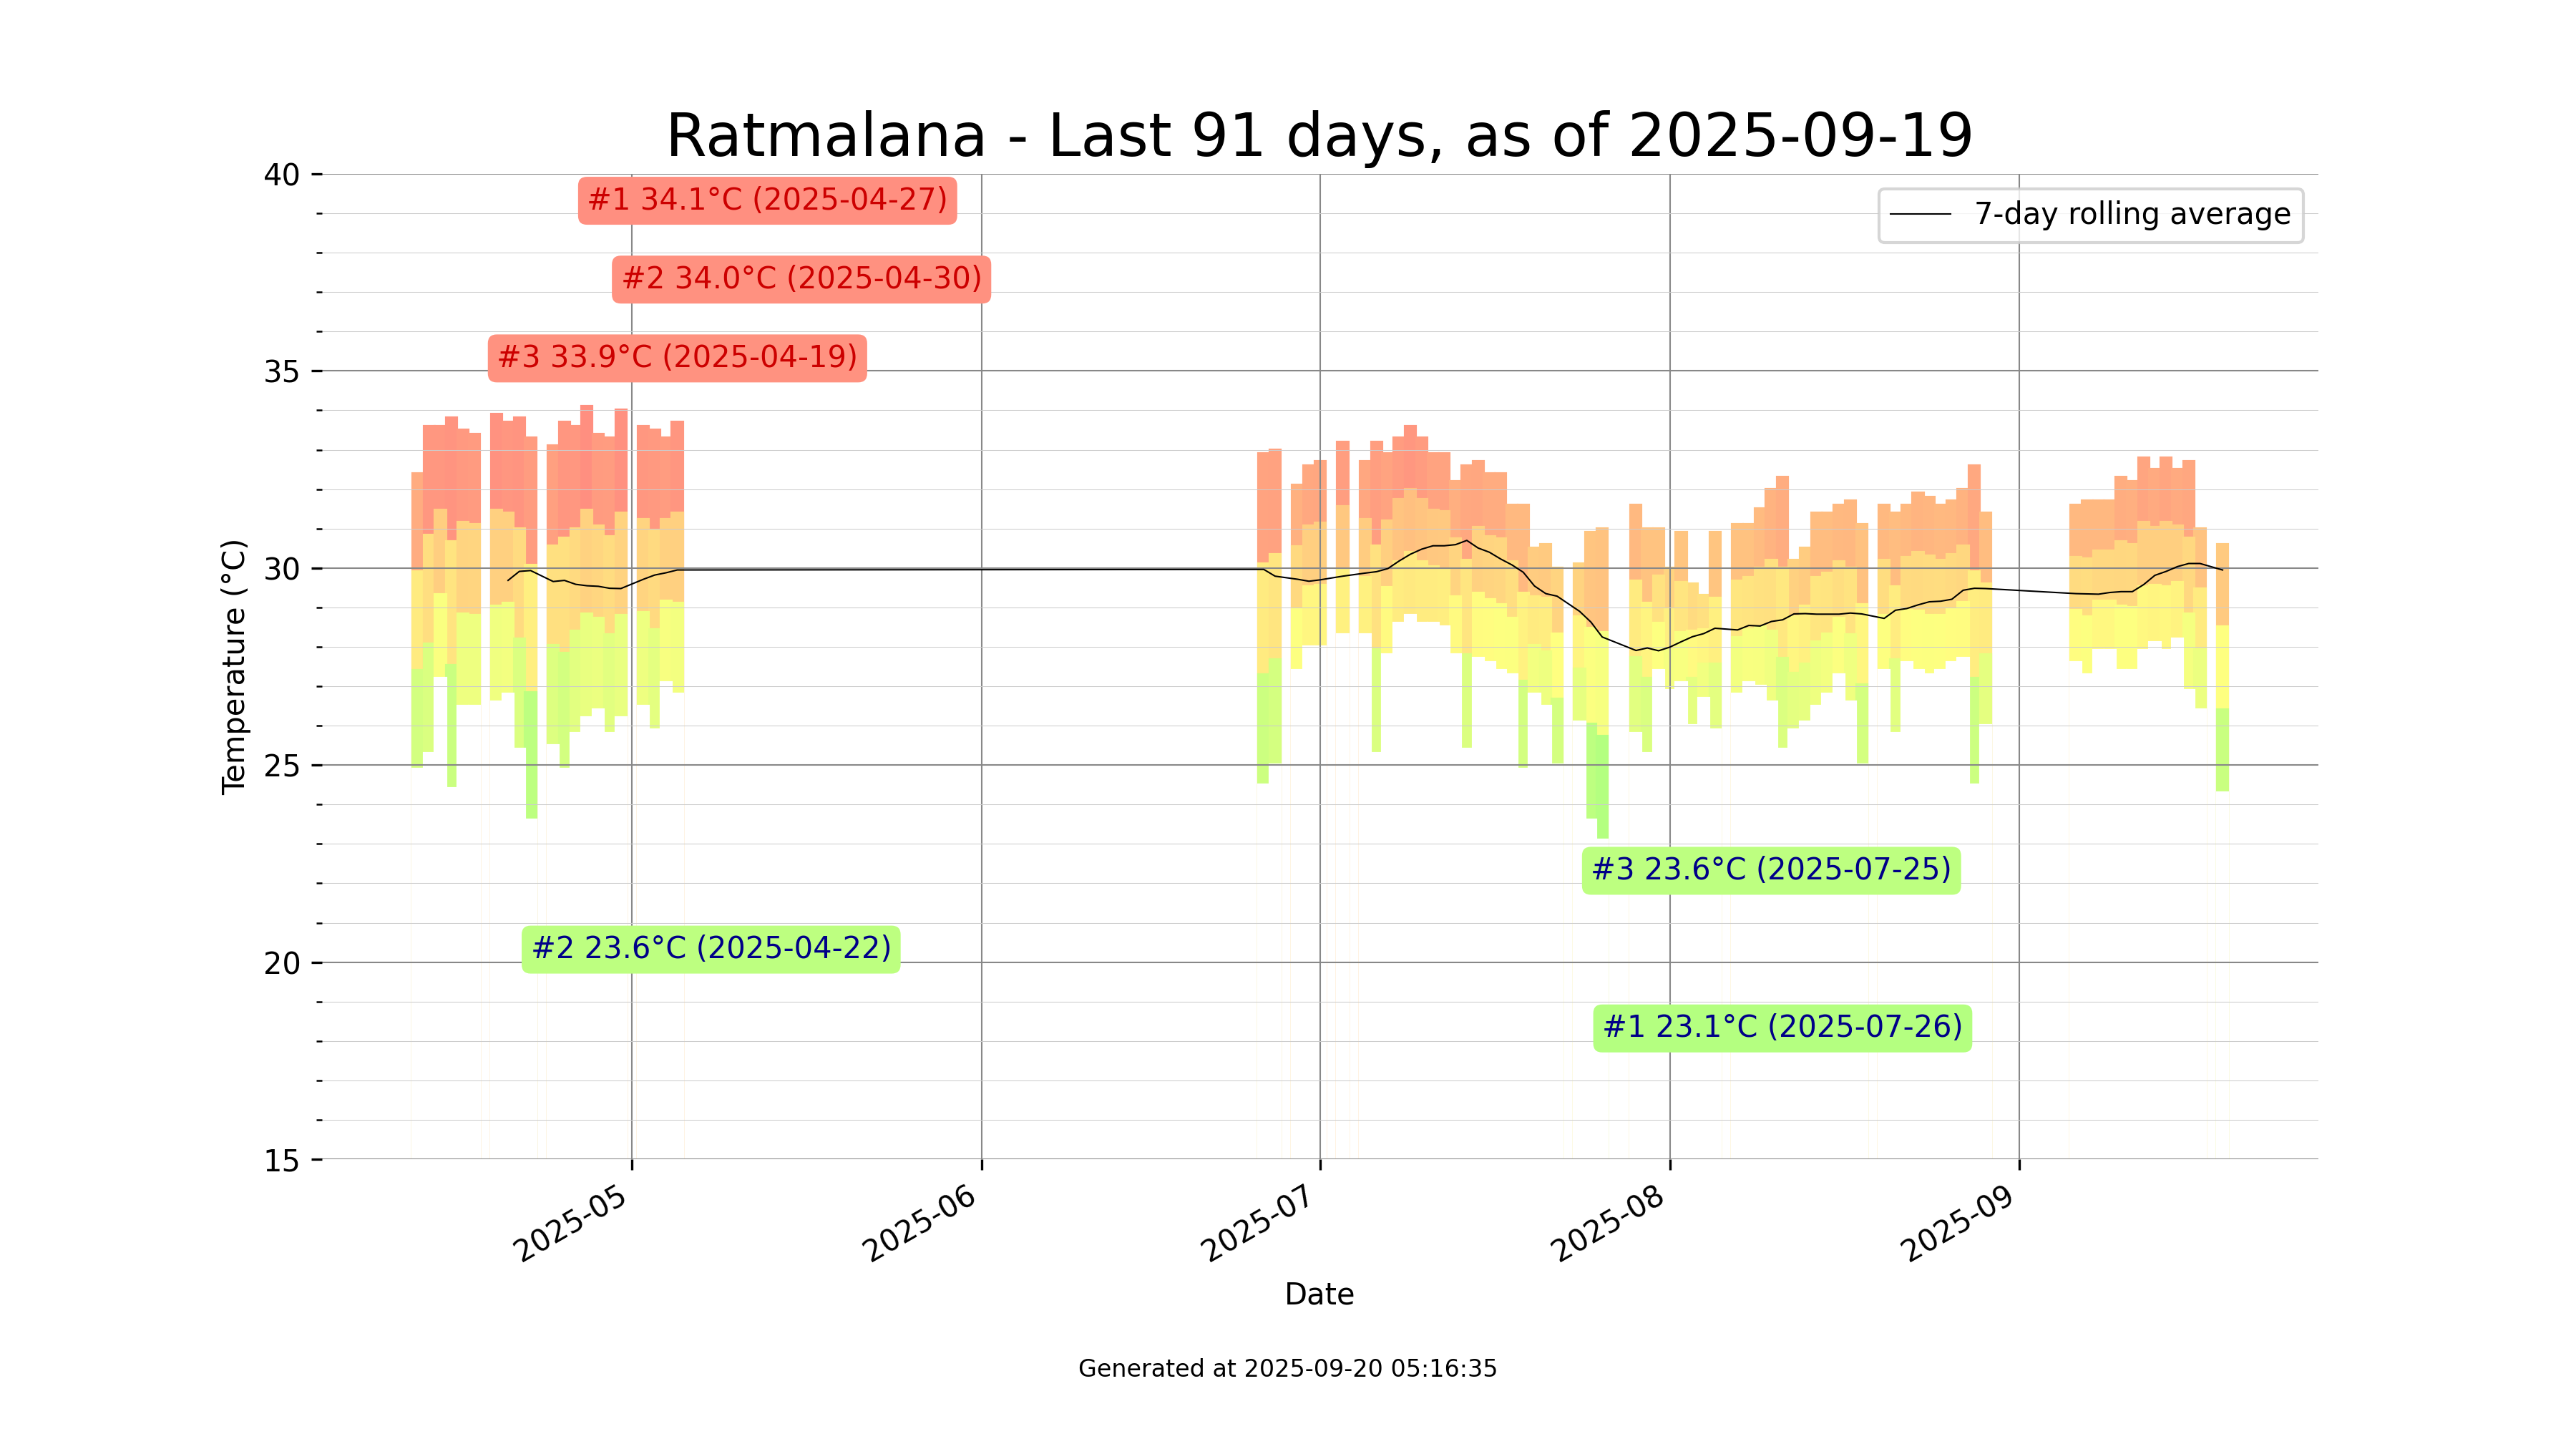 Ratmalana - Last 91 days, as of 2025-09-19
40
#1 34.1°C (2025-04-27)
7-day rolling average
#2 34.0°C (2025-04-30)
#3 33.9°C (2025-04-19)
35
30
Temperature (°C)
25
#3 23.6°C (2025-07-25)
#2 23.6°C (2025-04-22)
20
#1 23.1°C (2025-07-26)
15
2025-05
2025-06
2025-07
2025-08
2025-09
Date
Generated at 2025-09-20 05:16:35